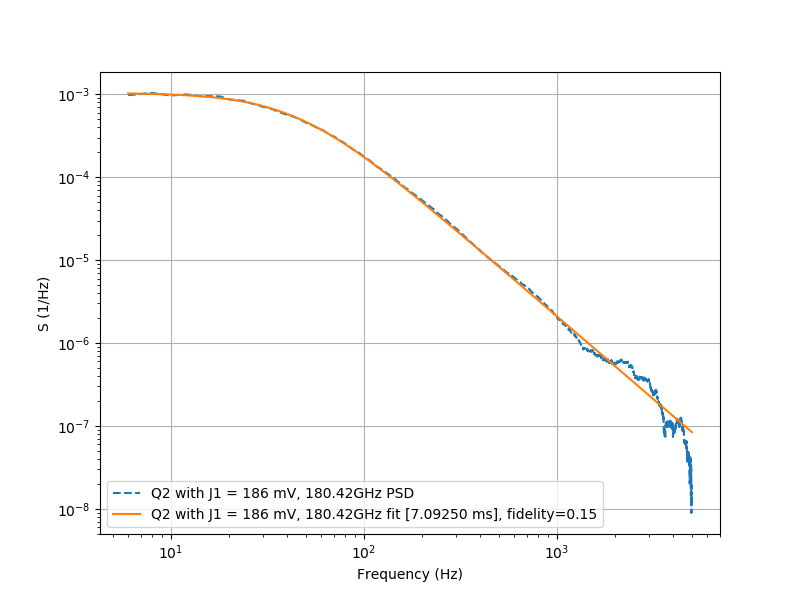 10⁻³
10⁻⁴
10⁻⁵
10⁻⁶
10⁻⁷
10⁻⁸
S (1/Hz)
Q2 with J1 = 186 mV, 180.42GHz PSD
Q2 with J1 = 186 mV, 180.42GHz fit [7.09250 ms], fidelity=0.15
10¹ 10² 10³
Frequency (Hz)